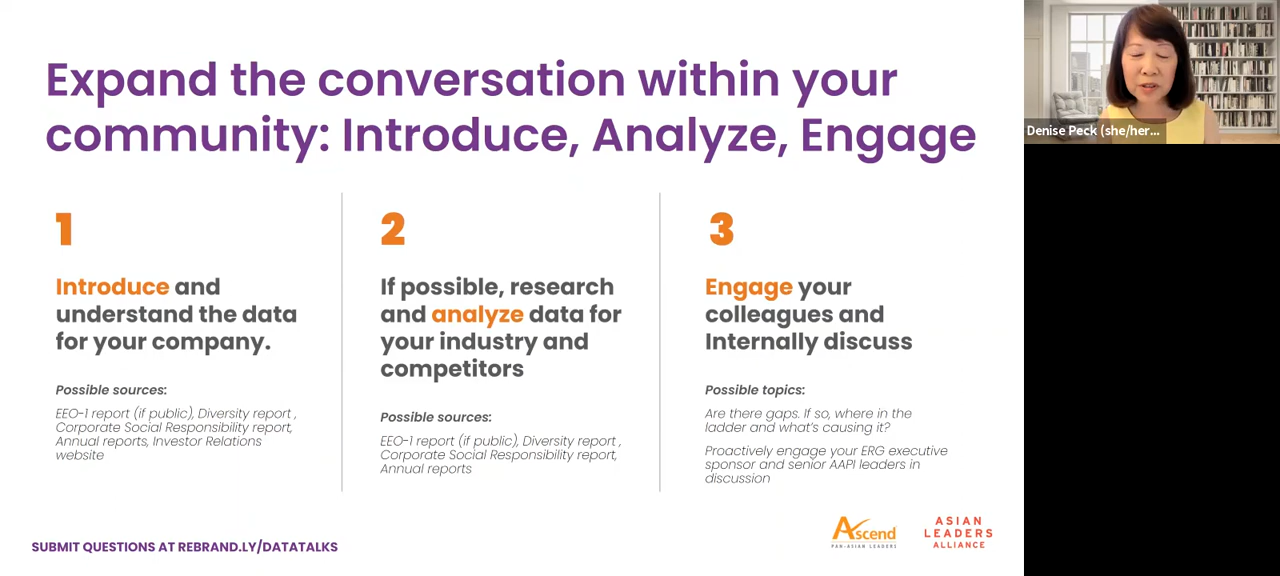 Expand the conversation within your
community: Introduce, Analyze, Engage
1
Introduce and
understand the data
for your company.
Possible sources:
EEO-1 report (if public), Diversity report ,
Corporate Social Responsibility report,
Annual reports, Investor Relations
website
2
If possible, research
and analyze data for
your industry and
competitors
Possible sources:
EEO-1 report (if public), Diversity report ,
Corporate Social Responsibility report,
Annual reports
3
Engage your
colleagues and
Internally discuss
Possible topics:
Are there gaps. If so, where in the
ladder and what's causing it?
Proactively engage your ERG executive
sponsor and senior AAPI leaders in
discussion
SUBMIT QUESTIONS AT REBRAND.LY/DATATALKS
Ascend
PAN-ASIAN LEADERS
ASIAN
LEADERS
ALLIANCE
Denise Peck (she/her...